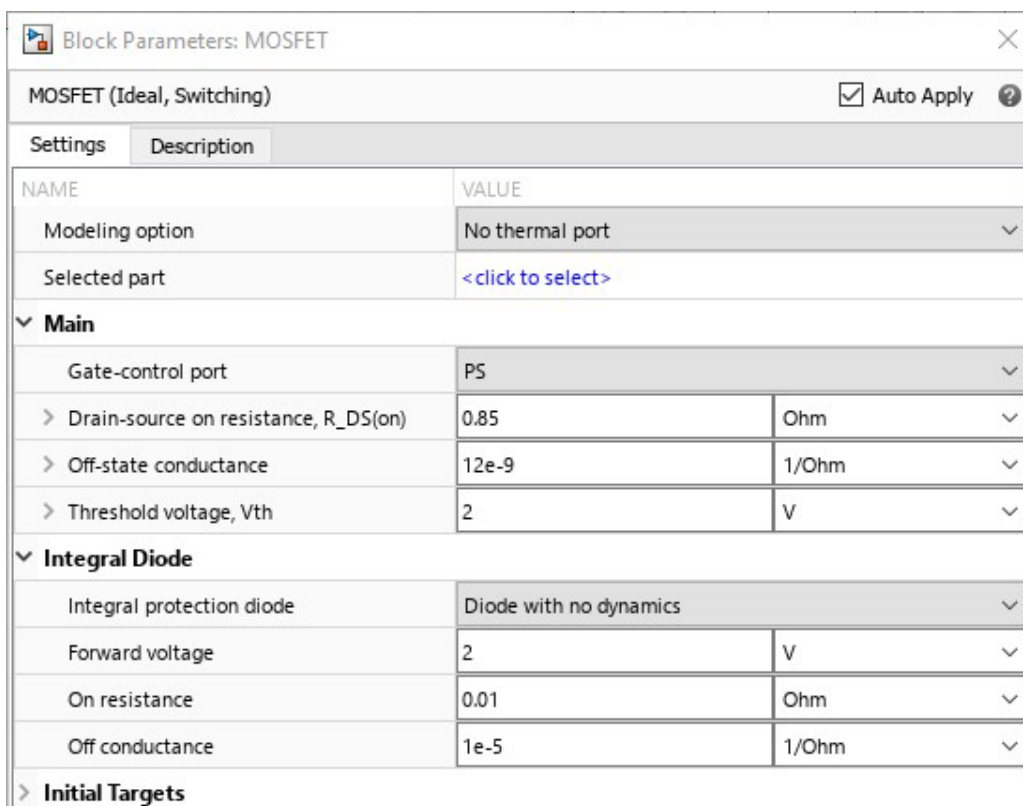 Block Parameters: MOSFET
MOSFET (Ideal, Switching) Auto Apply ?
Settings Description
NAME VALUE
Modeling option No thermal port
Selected part <click to select>
Main
Gate-control port PS
Drain-source on resistance, R_DS(on) 0.85 Ohm
Off-state conductance 12e-9 1/Ohm
Threshold voltage, Vth 2 V
Integral Diode
Integral protection diode Diode with no dynamics
Forward voltage 2 V
On resistance 0.01 Ohm
Off conductance 1e-5 1/Ohm
Initial Targets